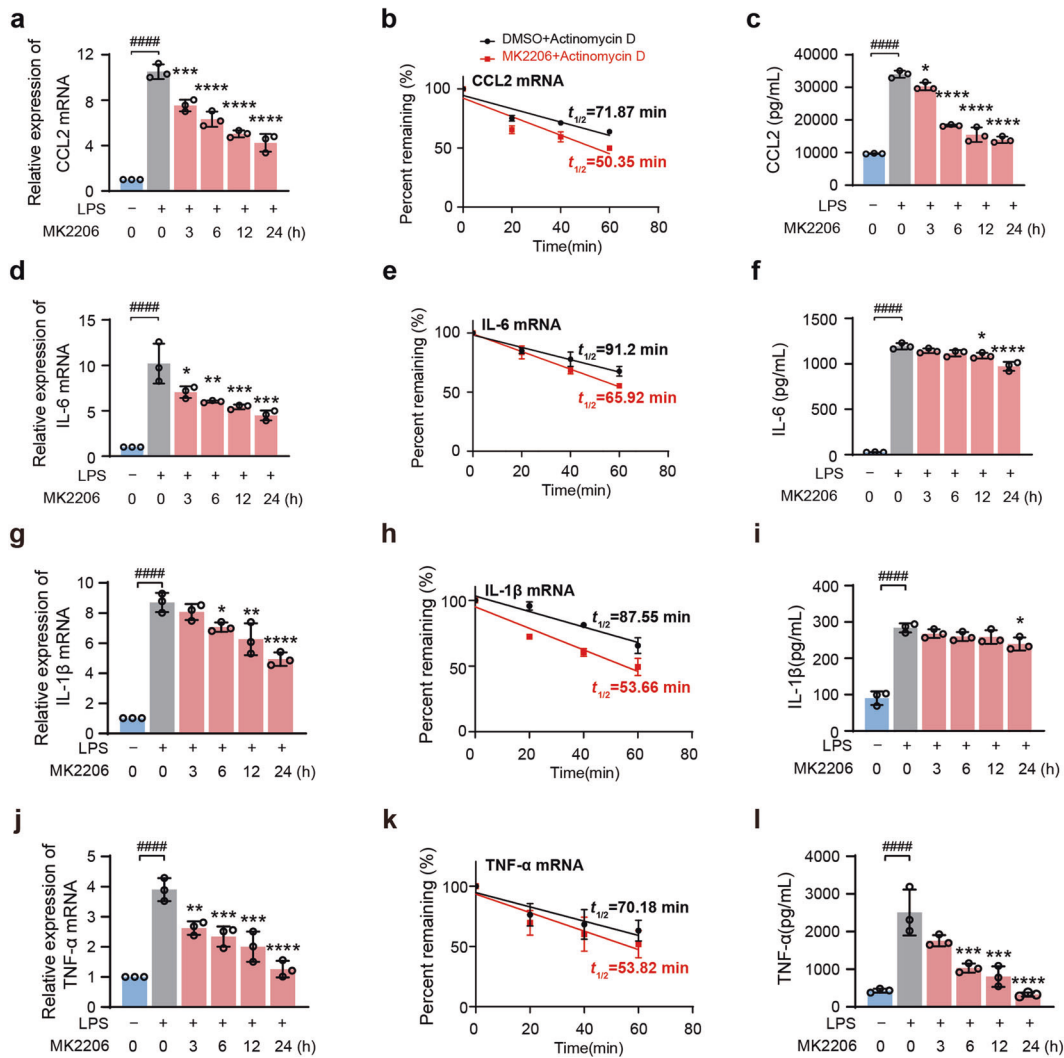 a
####
***
****
****
****
Relative expression of
CCL2 mRNA
12
8
4
0
LPS − + + + + +
MK2206 0 0 3 6 12 24 (h)
b
DMSO+Actinomycin D
MK2206+Actinomycin D
CCL2 mRNA
Percent remaining (%)
100
50
0
t1/2=71.87 min
t1/2=50.35 min
0 20 40 60 80
Time(min)
c
####
*
****
****
****
CCL2
(pg/mL)
40000
30000
20000
10000
0
LPS − + + + + +
MK2206 0 0 3 6 12 24 (h)
d
####
*
**
***
***
Relative expression of
IL-6 mRNA
15
10
5
0
LPS − + + + + +
MK2206 0 0 3 6 12 24 (h)
e
IL-6 mRNA
Percent remaining (%)
100
50
0
t1/2=91.2 min
t1/2=65.92 min
0 20 40 60 80
Time(min)
f
####
*
****
IL-6 (pg/mL)
1500
1000
500
0
LPS − + + + + +
MK2206 0 0 3 6 12 24 (h)
g
####
*
**
****
Relative expression of
IL-1β mRNA
10
8
6
4
2
0
LPS − + + + + +
MK2206 0 0 3 6 12 24 (h)
h
IL-1β mRNA
Percent remaining (%)
100
50
0
t1/2=87.55 min
t1/2=53.66 min
0 20 40 60 80
Time(min)
i
####
*
IL-1β(pg/mL)
400
300
200
100
0
LPS − + + + + +
MK2206 0 0 3 6 12 24 (h)
j
####
**
***
***
****
Relative expression of
TNF-α mRNA
5
4
3
2
1
0
LPS − + + + + +
MK2206 0 0 3 6 12 24 (h)
k
TNF-α mRNA
Percent remaining (%)
100
50
0
t1/2=70.18 min
t1/2=53.82 min
0 20 40 60 80
Time(min)
l
####
***
***
****
TNF-α(pg/mL)
4000
3000
2000
1000
0
LPS − + + + + +
MK2206 0 0 3 6 12 24 (h)